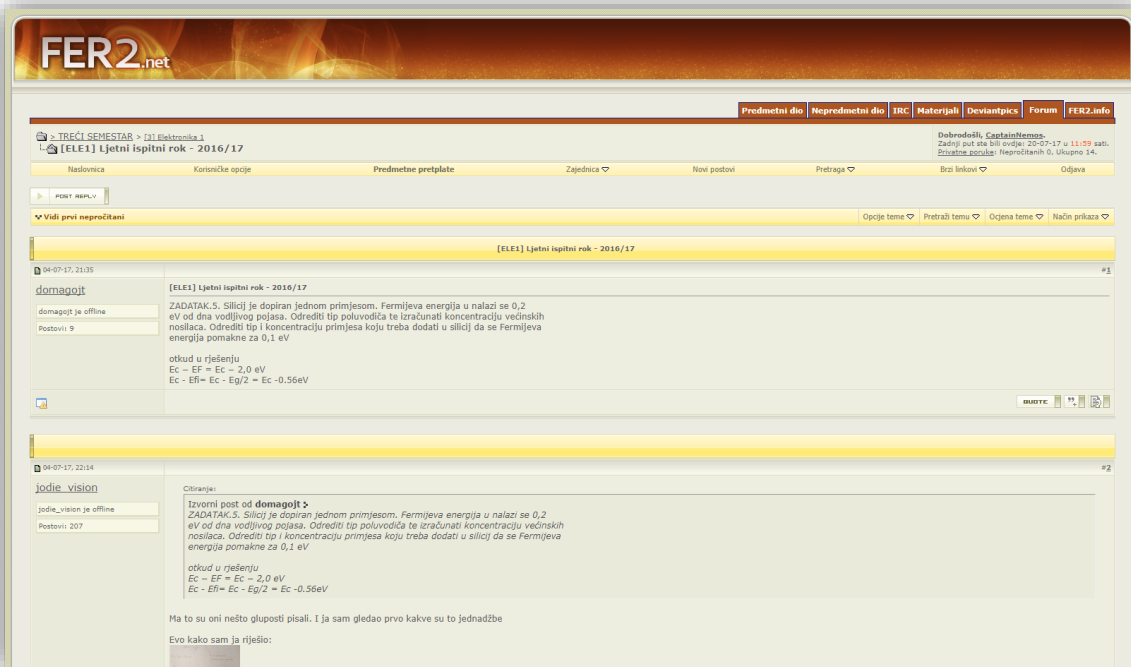 FER2.net
Predmetni dio Nepredmetni dio IRC Materijali Deviantpics Forum FER2.info
> TREĆI SEMESTAR > [3] Elektronika 1
[ELE1] Ljetni ispitni rok - 2016/17
Dobrodošli, CaptainNemos.
Zadnji put ste bili ovdje: 20-07-17 u 11:59 sati.
Privatne poruke: Nepročitanih 0, Ukupno 14.
Naslovnica Korisničke opcije Predmetne pretplate Zajednica Novi postovi Pretraga Brzi linkovi Odjava
POST REPLY
Vidi prvi nepročitani
Opcije teme Pretraži temu Ocjena teme Način prikaza
[ELE1] Ljetni ispitni rok - 2016/17
04-07-17, 21:35 #1
domagojt
domagojt je offline
Postovi: 9
[ELE1] Ljetni ispitni rok - 2016/17
ZADATAK.5. Silicij je dopiran jednom primjesom. Fermijeva energija u nalazi se 0,2
eV od dna vodljivog pojasa. Odrediti tip poluvodiča te izračunati koncentraciju većinskih
nosilaca. Odrediti tip i koncentraciju primjesa koju treba dodati u silicij da se Fermijeva
energija pomakne za 0,1 eV
otkud u rješenju
Ec − EF = Ec − 2,0 eV
Ec - Efi= Ec - Eg/2 = Ec -0.56eV
QUOTE
04-07-17, 22:14 #2
jodie_vision
jodie_vision je offline
Postovi: 207
Citiranje:
Izvorni post od domagojt
ZADATAK.5. Silicij je dopiran jednom primjesom. Fermijeva energija u nalazi se 0,2
eV od dna vodljivog pojasa. Odrediti tip poluvodiča te izračunati koncentraciju većinskih
nosilaca. Odrediti tip i koncentraciju primjesa koju treba dodati u silicij da se Fermijeva
energija pomakne za 0,1 eV
otkud u rješenju
Ec − EF = Ec − 2,0 eV
Ec - Efi= Ec - Eg/2 = Ec -0.56eV
Ma to su oni nešto gluposti pisali. I ja sam gledao prvo kakve su to jednadžbe
Evo kako sam ja riješio: